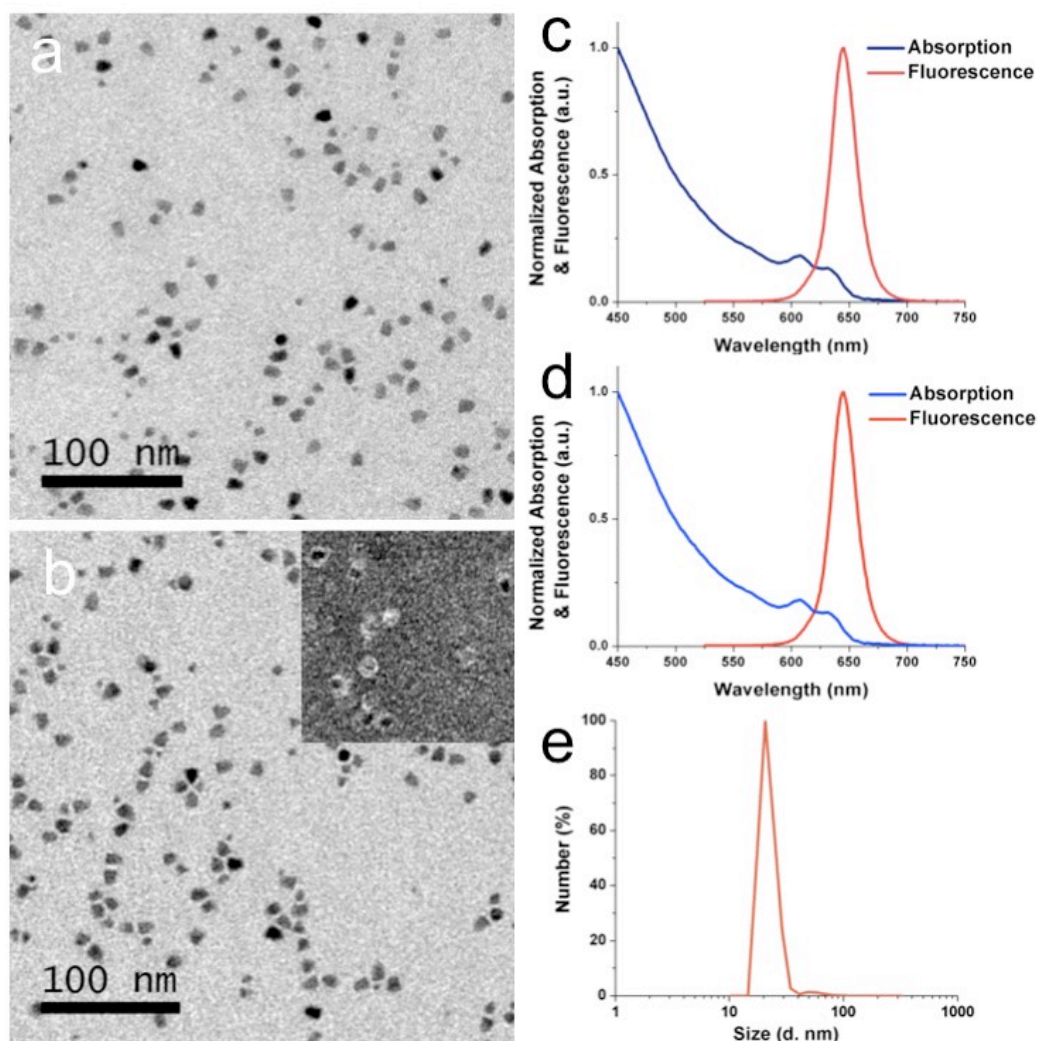 a
100 nm
b
100 nm
c
Absorption
Fluorescence
Normalized Absorption
& Fluorescence (a.u.)
1.0
0.5
0.0
450 500 550 600 650 700 750
Wavelength (nm)
d
Absorption
Fluorescence
Normalized Absorption
& Fluorescence (a.u.)
1.0
0.5
0.0
450 500 550 600 650 700 750
Wavelength (nm)
e
Number (%)
100
80
60
40
20
0
1 10 100 1000
Size (d. nm)